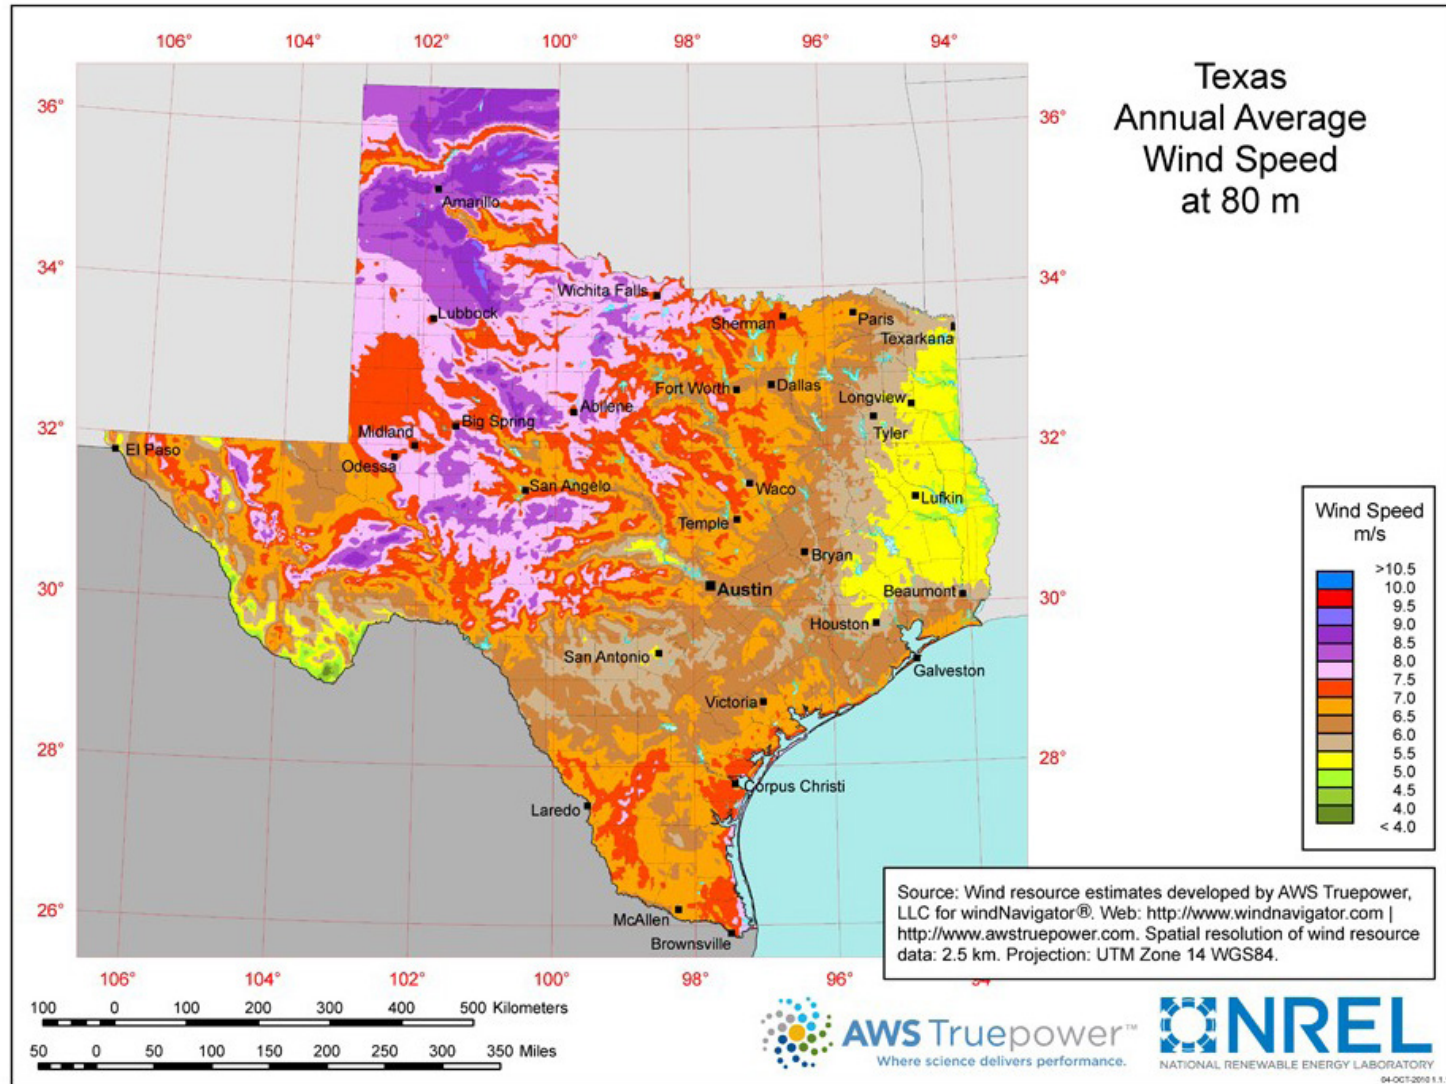 Texas
Annual Average
Wind Speed
at 80 m
106° 104° 102° 100° 98° 96° 94°
36° 36°
34° 34°
32° 32°
30° 30°
28° 28°
26° 26°
106° 104° 102° 100° 98° 96° 94°
Amarillo
Wichita Falls
Lubbock
Sherman
Paris
Texarkana
Fort Worth
Dallas
Longview
Abilene
Big Spring
Tyler
Midland
El Paso
Odessa
San Angelo
Waco
Lufkin
Temple
Bryan
Austin
Beaumont
Houston
San Antonio
Galveston
Victoria
Corpus Christi
Laredo
McAllen
Brownsville
Wind Speed
m/s
>10.5
10.0
9.5
9.0
8.5
8.0
7.5
7.0
6.5
6.0
5.5
5.0
4.5
4.0
< 4.0
Source: Wind resource estimates developed by AWS Truepower,
LLC for windNavigator®. Web: http://www.windnavigator.com |
http://www.awstruepower.com. Spatial resolution of wind resource
data: 2.5 km. Projection: UTM Zone 14 WGS84.
100 0 100 200 300 400 500 Kilometers
50 0 50 100 150 200 250 300 350 Miles
AWS Truepower™
Where science delivers performance.
NREL
NATIONAL RENEWABLE ENERGY LABORATORY